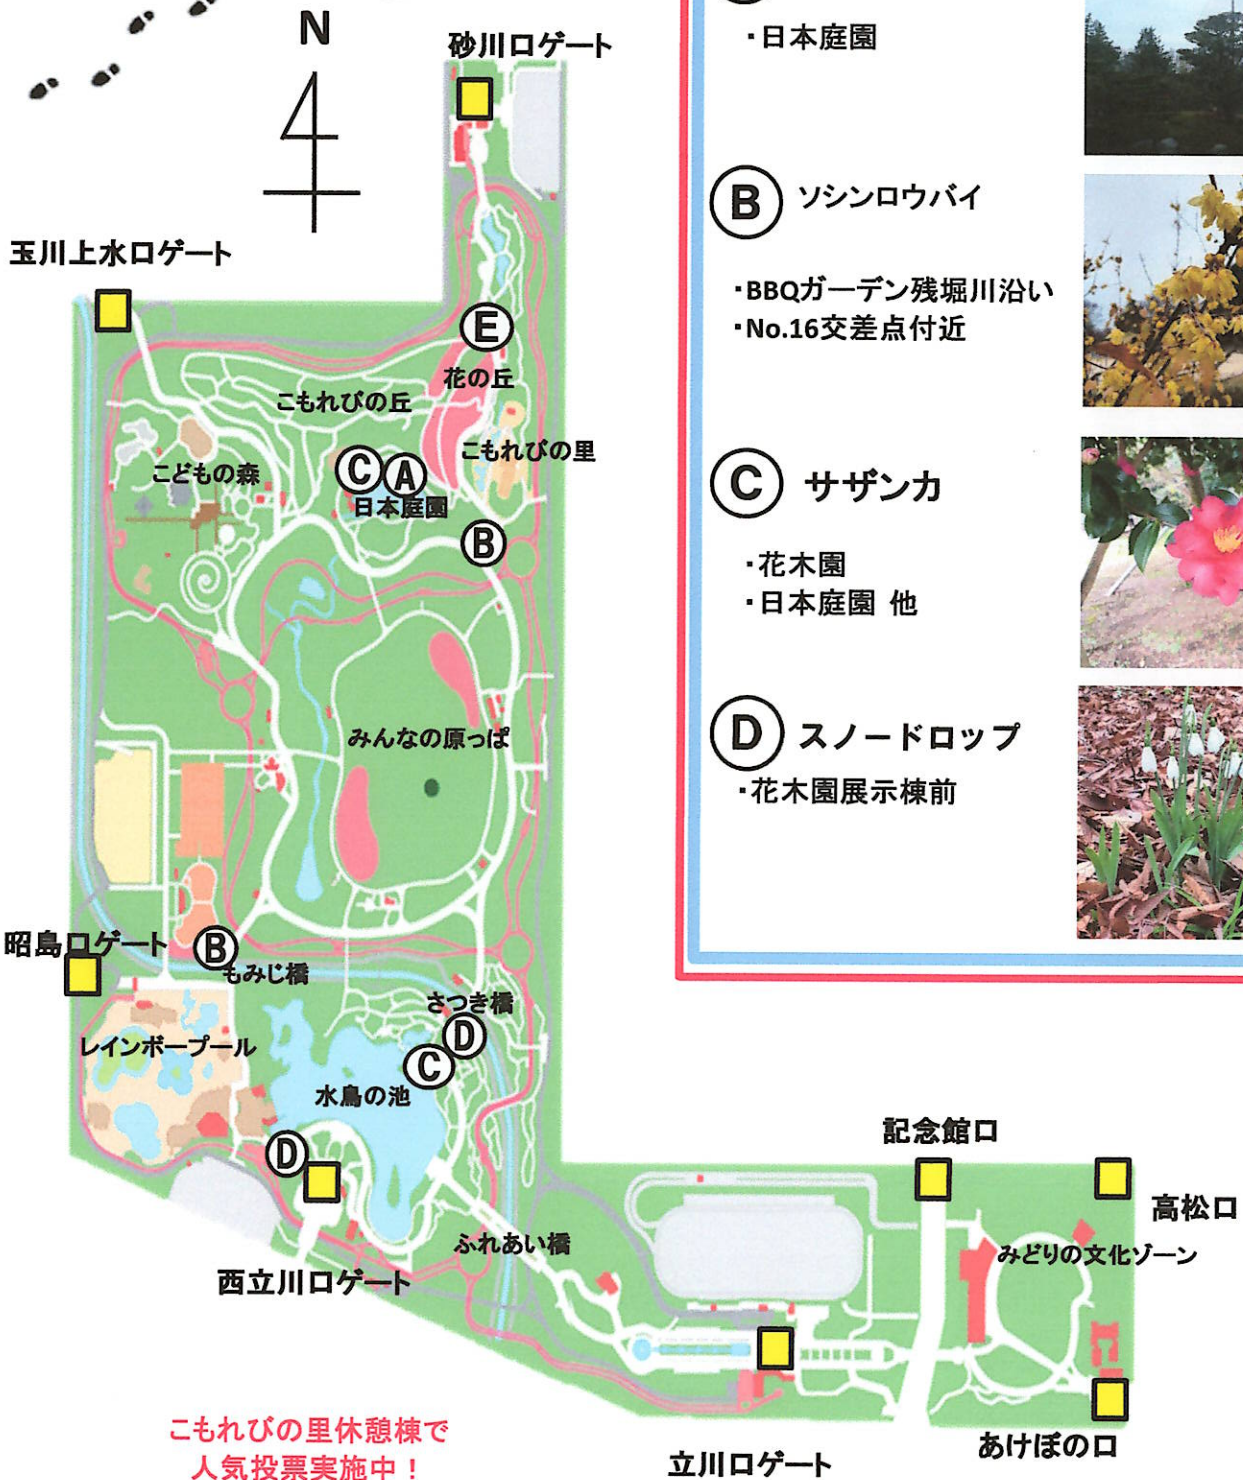 N
砂川口ゲート
玉川上水口ゲート
E
花の丘
こもれびの丘
こもれびの里
こどもの森
C
A
日本庭園
B
みんなの原っぱ
昭島口ゲート
B
もみじ橋
さつき橋
D
レインボープール
C
水鳥の池
D
ふれあい橋
西立川口ゲート
記念館口
高松口
みどりの文化ゾーン
あけぼの口
立川口ゲート
こもれびの里休憩棟で
人気投票実施中!
・日本庭園
B ソシンロウバイ
・BBQガーデン残堀川沿い
・No.16交差点付近
C サザンカ
・花木園
・日本庭園 他
D スノードロップ
・花木園展示棟前